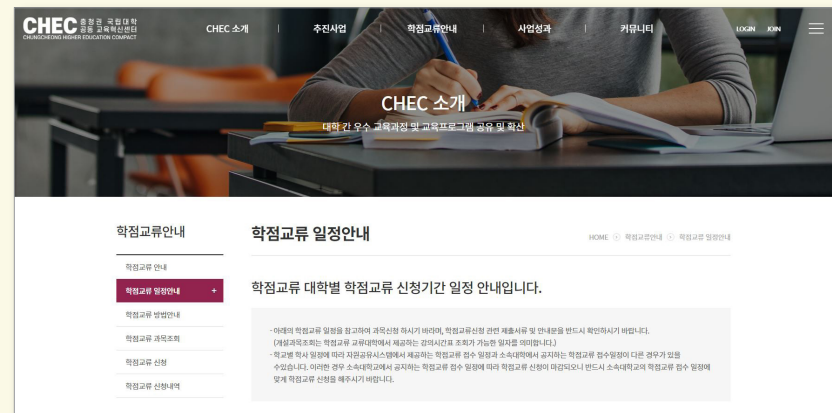 CHEC 충청권 국립대학
공동 교육혁신센터
CHUNGCHEONG HIGHER EDUCATION COMPACT
CHEC 소개
추진사업
학점교류안내
사업성과
커뮤니티
LOGIN JOIN
CHEC 소개
대학 간 우수 교육과정 및 교육프로그램 공유 및 확산
학점교류안내
학점교류 안내
학점교류 일정안내 +
학점교류 방법안내
학점교류 과목조회
학점교류 신청
학점교류 신청내역
학점교류 일정안내
HOME 학점교류안내 학점교류 일정안내
학점교류 대학별 학점교류 신청기간 일정 안내입니다.
- 아래의 학점교류 일정을 참고하여 과목신청 하시기 바라며, 학점교류신청 관련 제출서류 및 안내문을 반드시 확인하시기 바랍니다.
(개설과목조회는 학점교류 교류대학에서 제공하는 강의시간표 조회가 가능한 일자를 의미합니다.)
- 학교별 학사 일정에 따라 자원공유시스템에서 제공하는 학점교류 접수 일정과 소속대학에서 공지하는 학점교류 접수일정이 다른 경우가 있을
수있습니다. 이러한 경우 소속대학교에서 공지하는 학점교류 접수 일정에 따라 학점교류 신청이 마감되오니 반드시 소속대학교의 학점교류 접수 일정에
맞게 학점교류 신청을 해주시기 바랍니다.